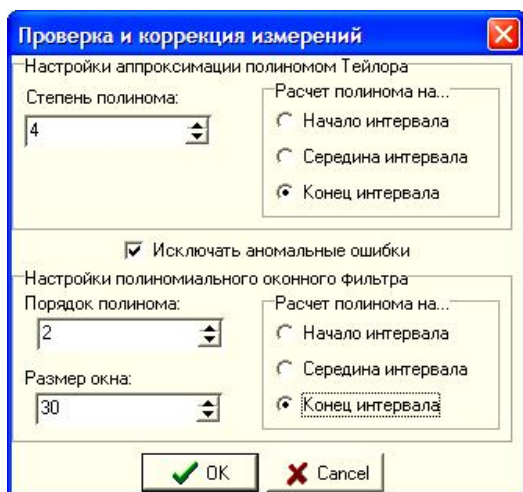 Проверка и коррекция измерений
Настройки аппроксимации полиномом Тейлора
Степень полинома:
4
Расчет полинома на...
Начало интервала
Середина интервала
Конец интервала
Исключать аномальные ошибки
Настройки полиномиального оконного фильтра
Порядок полинома:
2
Размер окна:
30
Расчет полинома на...
Начало интервала
Середина интервала
Конец интервала
OK
Cancel